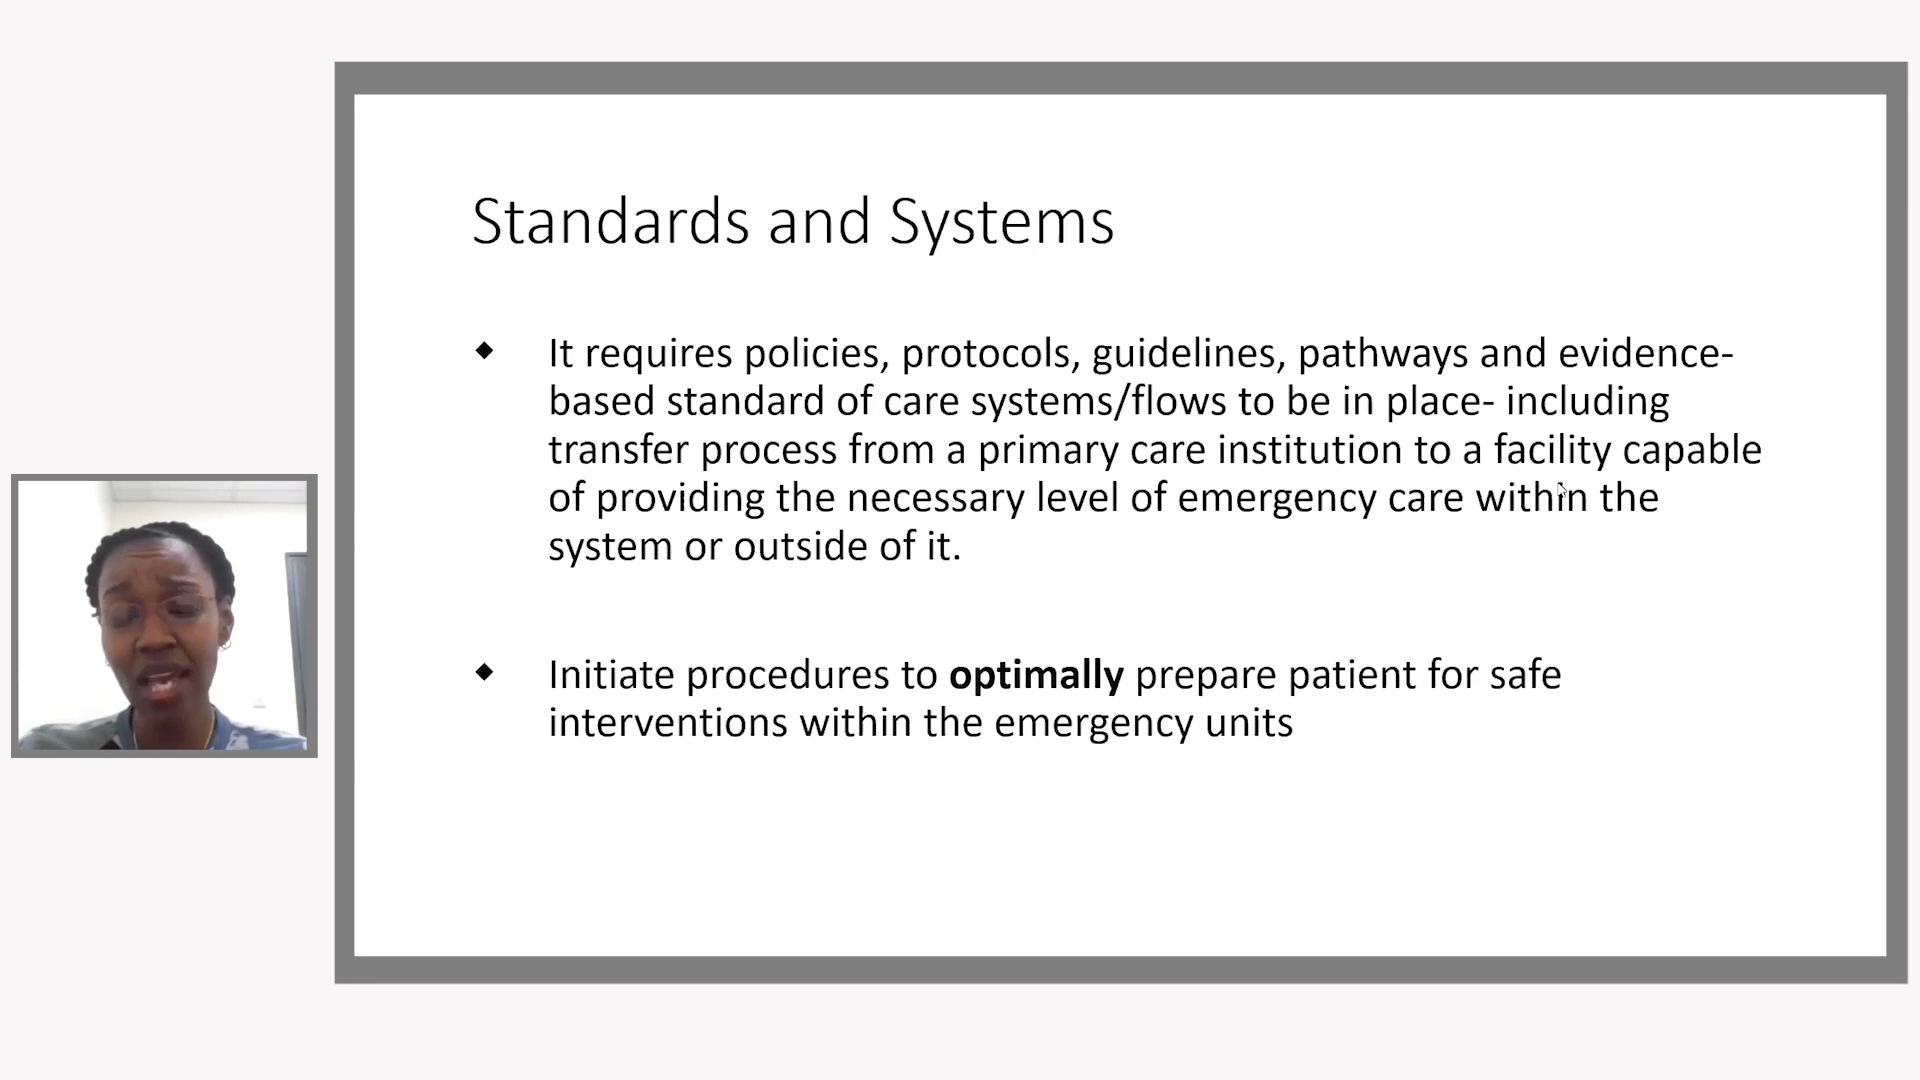 Standards and Systems
◆ It requires policies, protocols, guidelines, pathways and evidence-
based standard of care systems/flows to be in place- including
transfer process from a primary care institution to a facility capable
of providing the necessary level of emergency care within the
system or outside of it.
◆ Initiate procedures to optimally prepare patient for safe
interventions within the emergency units